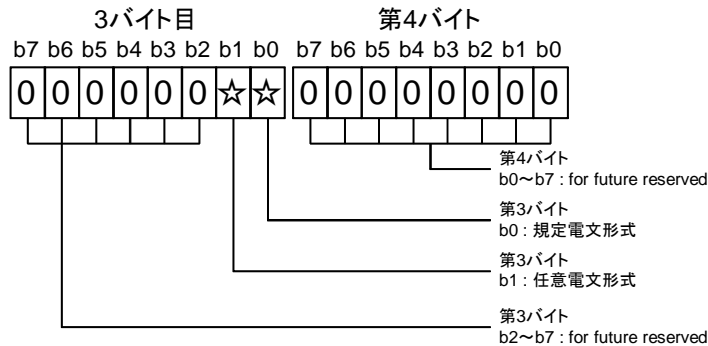 3バイト目 第4バイト
b7 b6 b5 b4 b3 b2 b1 b0 b7 b6 b5 b4 b3 b2 b1 b0
0 0 0 0 0 0 ☆ ☆ 0 0 0 0 0 0 0 0
第4バイト
b0～b7 : for future reserved
第3バイト
b0 : 規定電文形式
第3バイト
b1 : 任意電文形式
第3バイト
b2～b7 : for future reserved